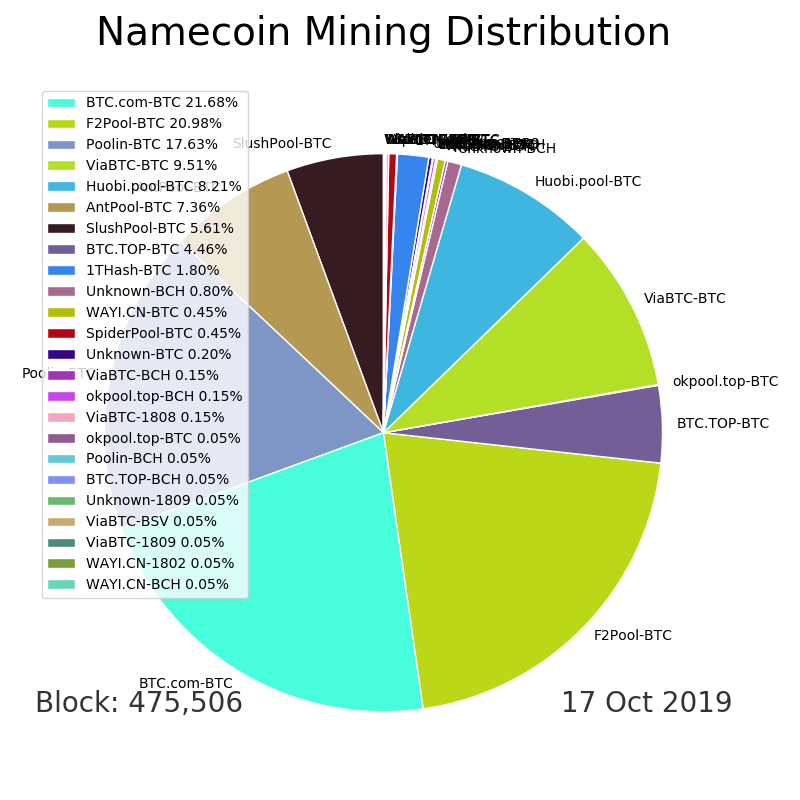 Namecoin Mining Distribution
BTC.com-BTC 21.68%
F2Pool-BTC 20.98%
Poolin-BTC 17.63%
ViaBTC-BTC 9.51%
Huobi.pool-BTC 8.21%
AntPool-BTC 7.36%
SlushPool-BTC 5.61%
BTC.TOP-BTC 4.46%
1THash-BTC 1.80%
Unknown-BCH 0.80%
WAYI.CN-BTC 0.45%
SpiderPool-BTC 0.45%
Unknown-BTC 0.20%
ViaBTC-BCH 0.15%
okpool.top-BCH 0.15%
ViaBTC-1808 0.15%
okpool.top-BTC 0.05%
Poolin-BCH 0.05%
BTC.TOP-BCH 0.05%
Unknown-1809 0.05%
ViaBTC-BSV 0.05%
ViaBTC-1809 0.05%
WAYI.CN-1802 0.05%
WAYI.CN-BCH 0.05%
SlushPool-BTC
Unknown-BCH
Huobi.pool-BTC
ViaBTC-BTC
okpool.top-BTC
BTC.TOP-BTC
F2Pool-BTC
BTC.com-BTC
Block: 475,506
17 Oct 2019